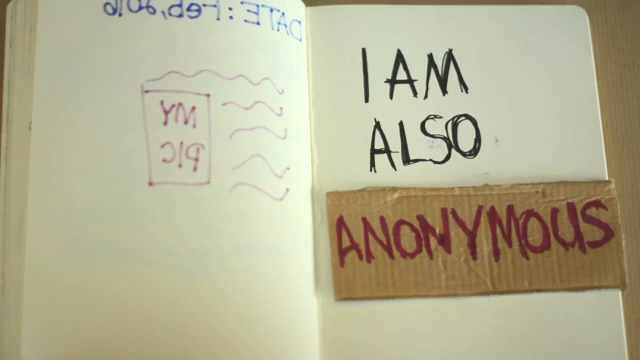 DATE: Feb, 2016
MY
PIC
I AM
ALSO
ANONYMOUS